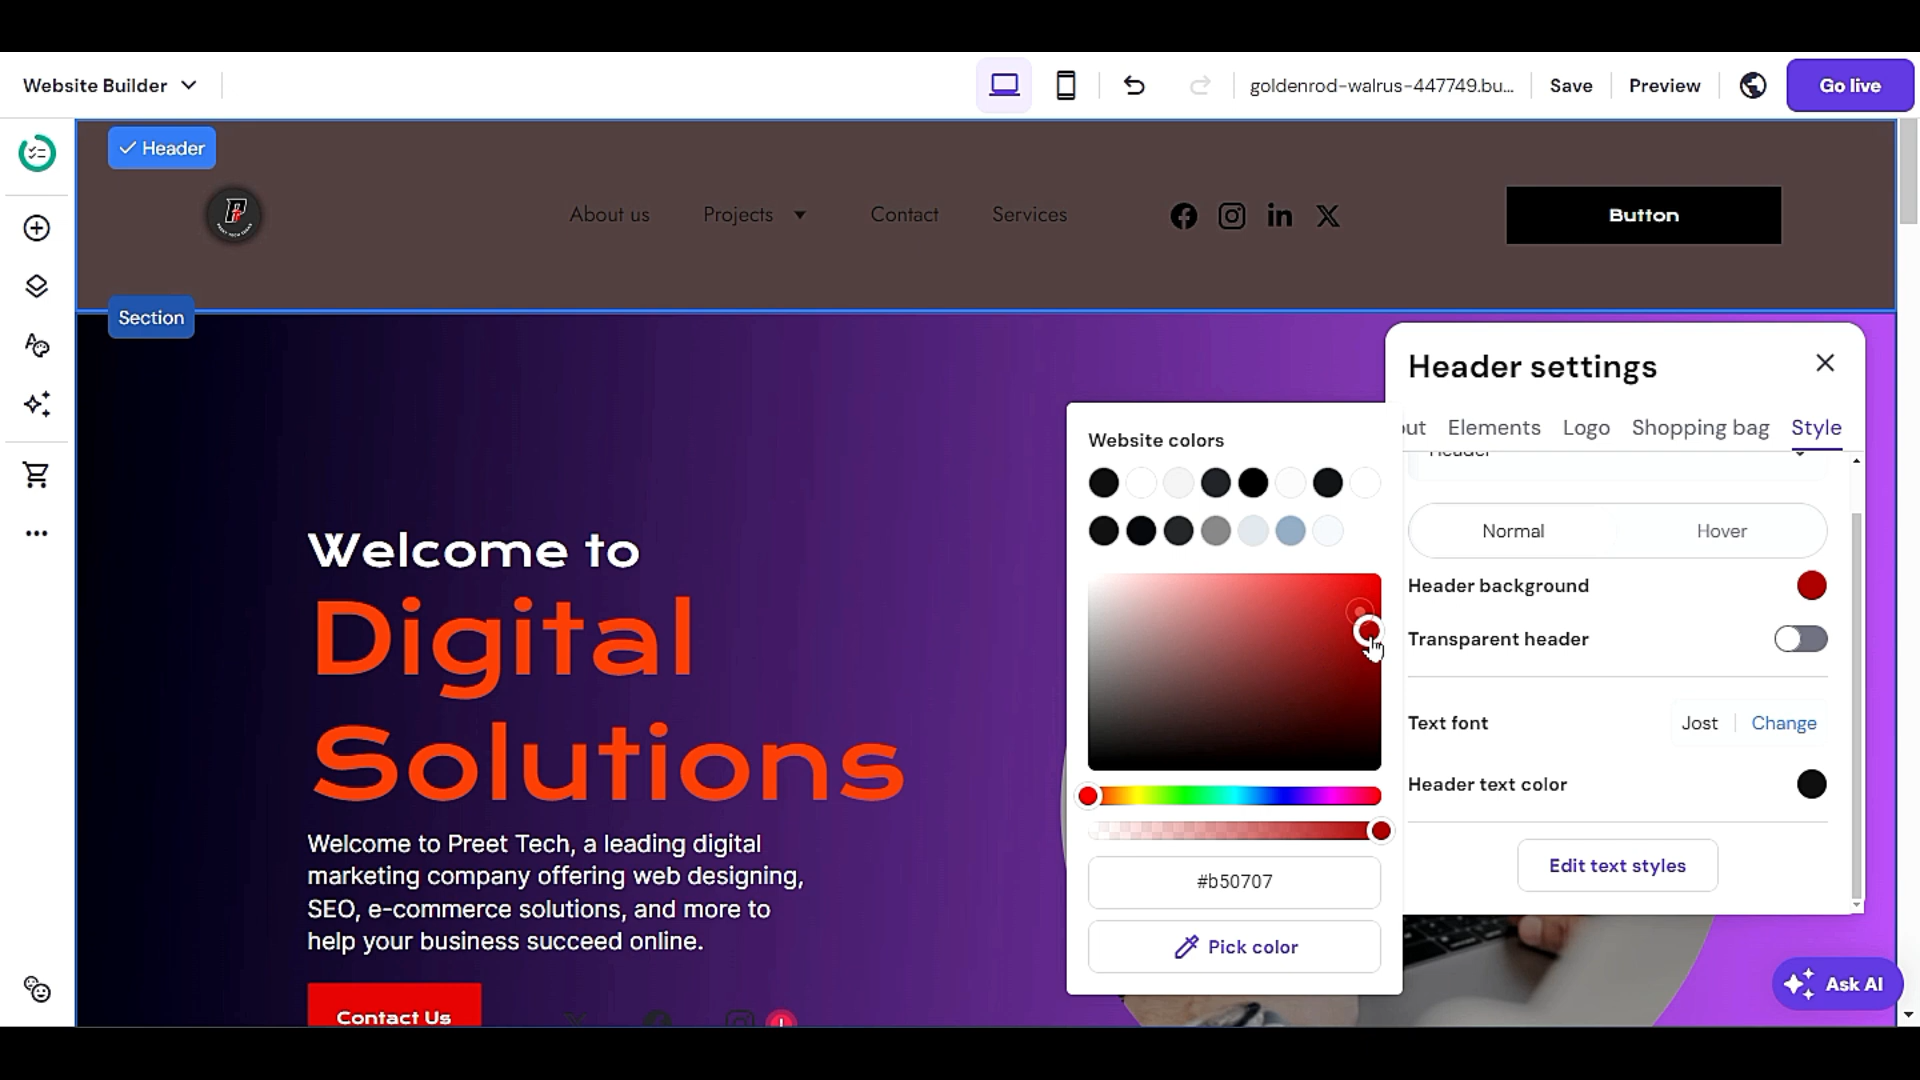 Website Builder
goldenrod-walrus-447749.bu...
Save
Preview
Go live
Header
About us
Projects
Contact
Services
Button
Section
Header settings
out
Elements
Logo
Shopping bag
Style
Header
Normal
Hover
Header background
Transparent header
Text font
Jost
Change
Header text color
Edit text styles
Website colors
#b50707
Pick color
Welcome to
Digital
Solutions
Welcome to Preet Tech, a leading digital
marketing company offering web designing,
SEO, e-commerce solutions, and more to
help your business succeed online.
Contact Us
Ask AI